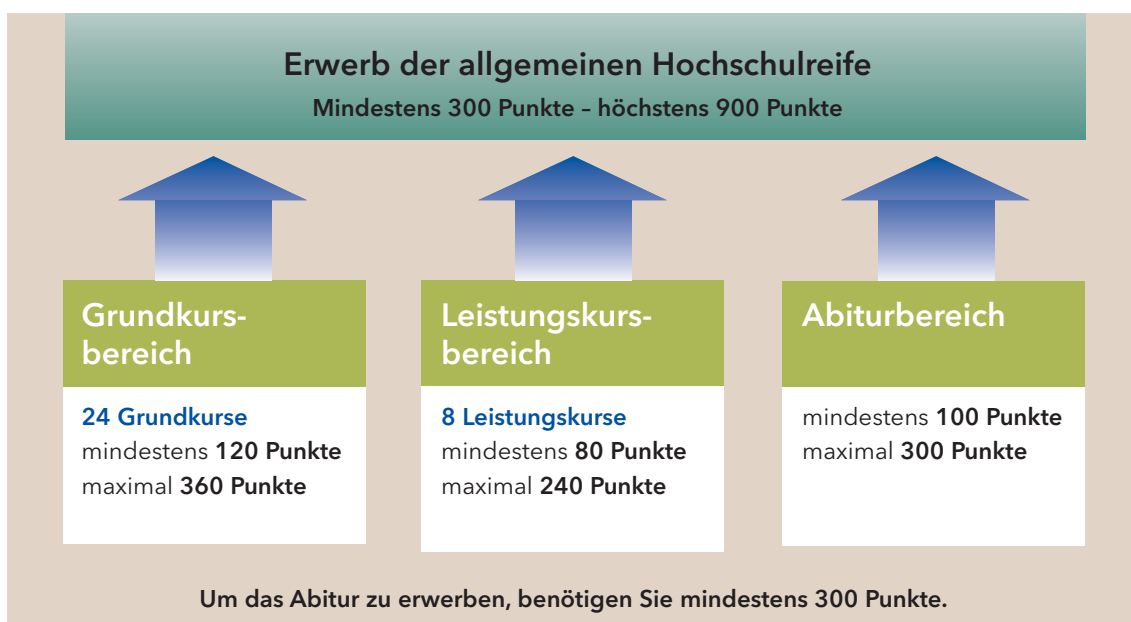 Erwerb der allgemeinen Hochschulreife
Mindestens 300 Punkte – höchstens 900 Punkte
Grundkurs-
bereich
24 Grundkurse
mindestens 120 Punkte
maximal 360 Punkte
Leistungskurs-
bereich
8 Leistungskurse
mindestens 80 Punkte
maximal 240 Punkte
Abiturbereich
mindestens 100 Punkte
maximal 300 Punkte
Um das Abitur zu erwerben, benötigen Sie mindestens 300 Punkte.